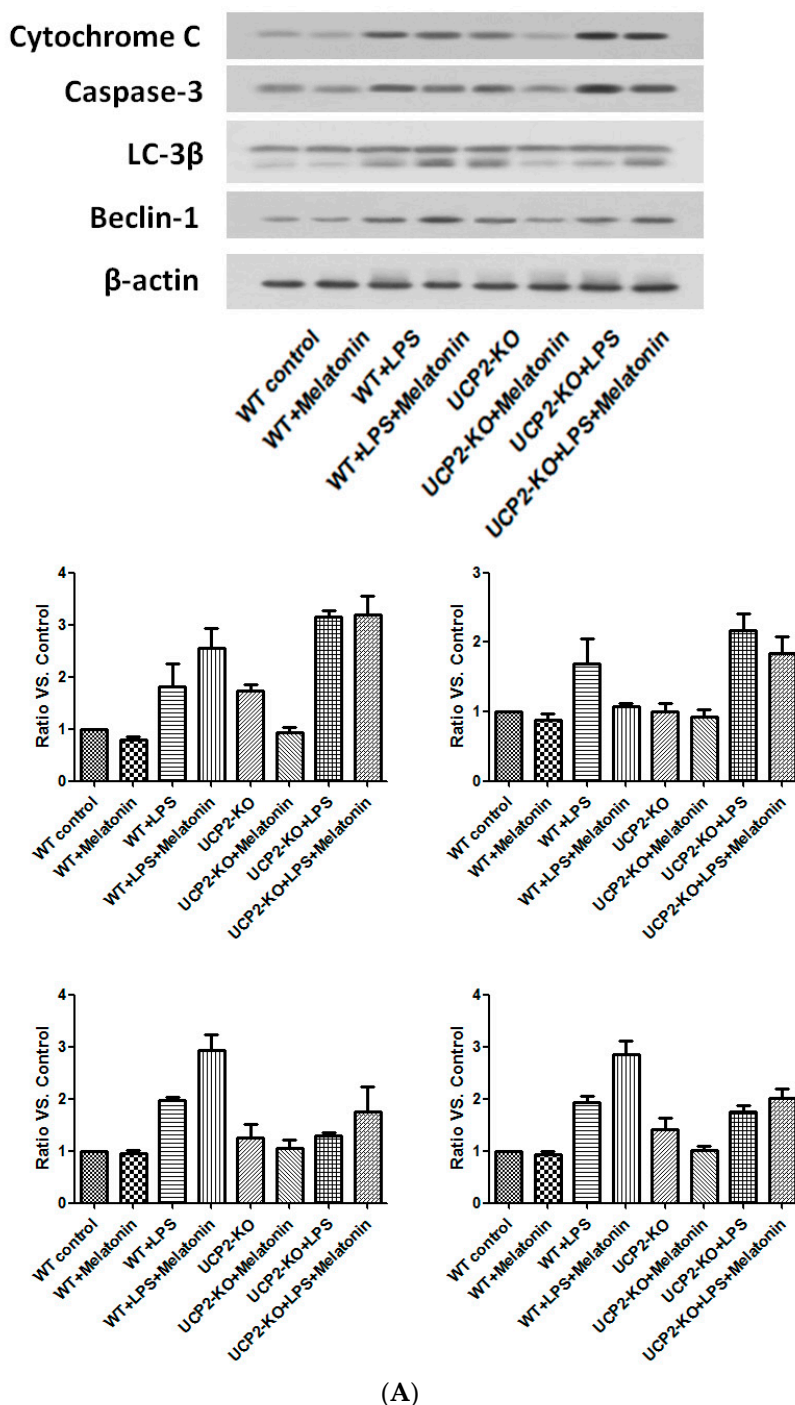 Cytochrome C
Caspase-3
LC-3β
Beclin-1
β-actin
WT control
WT+Melatonin
WT+LPS
WT+LPS+Melatonin
UCP2-KO
UCP2-KO+Melatonin
UCP2-KO+LPS
UCP2-KO+LPS+Melatonin
Ratio VS. Control
4
3
2
1
0
WT control
WT+Melatonin
WT+LPS
WT+LPS+Melatonin
UCP2-KO
UCP2-KO+Melatonin
UCP2-KO+LPS
UCP2-KO+LPS+Melatonin
Ratio VS. Control
3
2
1
0
WT control
WT+Melatonin
WT+LPS
WT+LPS+Melatonin
UCP2-KO
UCP2-KO+Melatonin
UCP2-KO+LPS
UCP2-KO+LPS+Melatonin
Ratio VS. Control
4
3
2
1
0
WT control
WT+Melatonin
WT+LPS
WT+LPS+Melatonin
UCP2-KO
UCP2-KO+Melatonin
UCP2-KO+LPS
UCP2-KO+LPS+Melatonin
Ratio VS. Control
4
3
2
1
0
WT control
WT+Melatonin
WT+LPS
WT+LPS+Melatonin
UCP2-KO
UCP2-KO+Melatonin
UCP2-KO+LPS
UCP2-KO+LPS+Melatonin
(A)